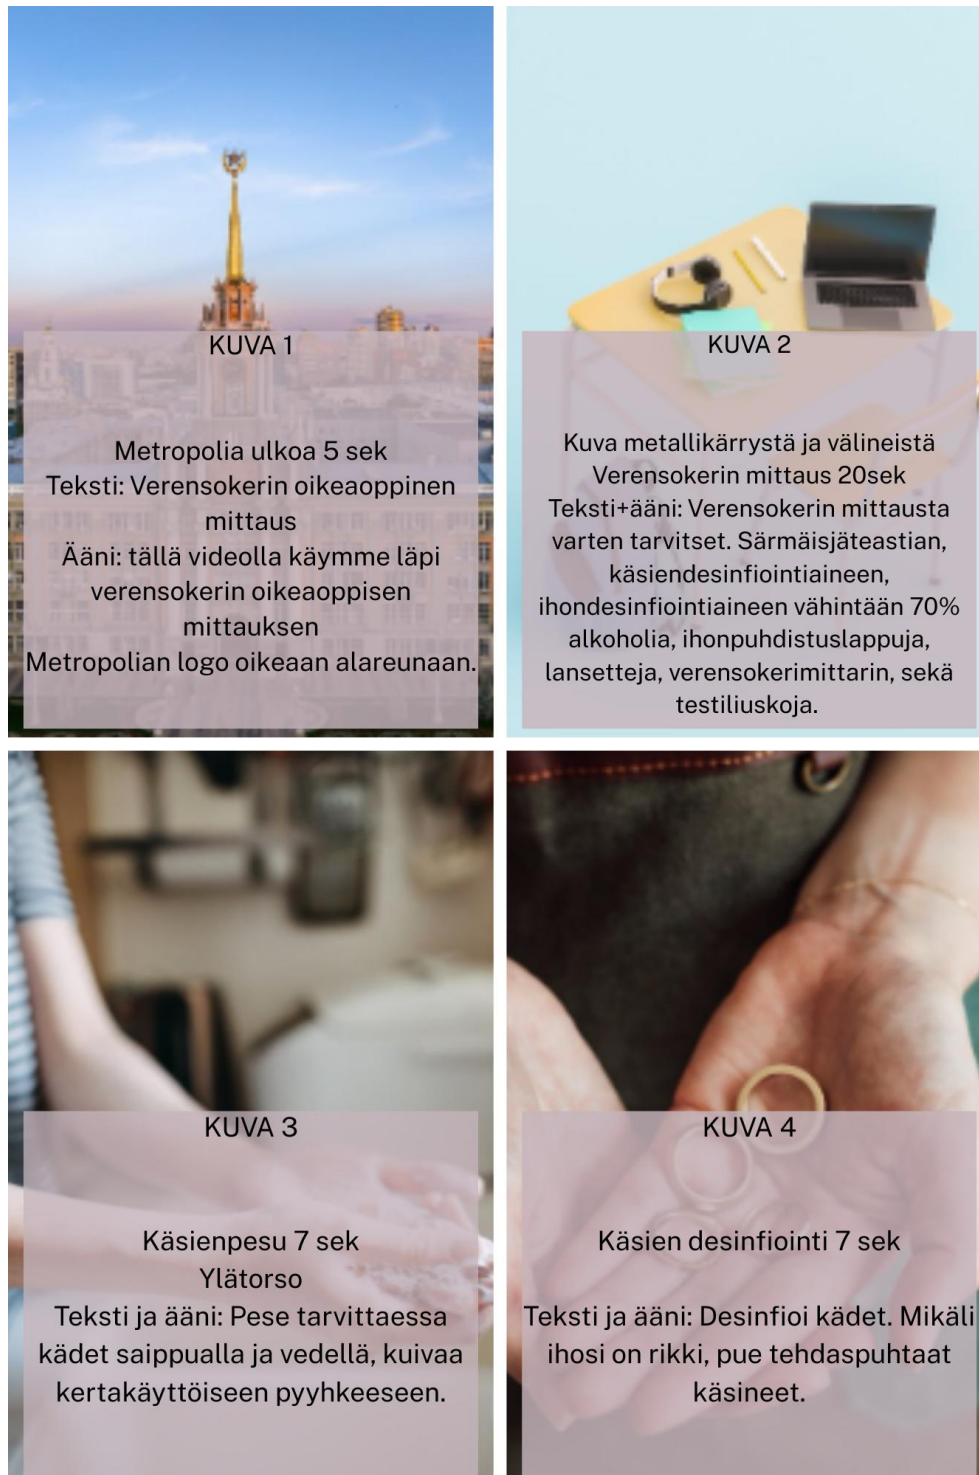 KUVA 1
Metropolia ulkoa 5 sek
Teksti: Verensokerin oikeaoppinen
mittaus
Ääni: tällä videolla käymme läpi
verensokerin oikeaoppisen
mittauksen
Metropolian logo oikeaan alareunaan.
KUVA 2
Kuva metallikärrystä ja välineistä
Verensokerin mittaus 20sek
Teksti+ääni: Verensokerin mittausta
varten tarvitset. Särmäisjäteastian,
käsiendesinfiointiaineen,
ihondesinfiointiaineen vähintään 70%
alkoholia, ihonpuhdistuslappuja,
lansetteja, verensokerimittarin, sekä
testiliuskoja.
KUVA 3
Käsienpesu 7 sek
Ylätorso
Teksti ja ääni: Pese tarvittaessa
kädet saippualla ja vedellä, kuivaa
kertakäyttöiseen pyyhkeeseen.
KUVA 4
Käsien desinfiointi 7 sek
Teksti ja ääni: Desinfioi kädet. Mikäli
ihosi on rikki, pue tehdaspuhtaat
käsineet.